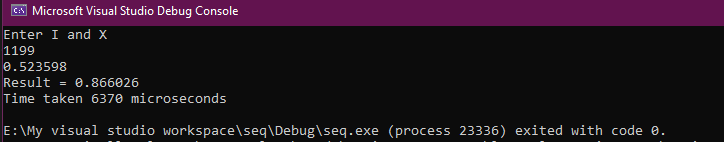 Microsoft Visual Studio Debug Console
Enter I and X
1199
0.523598
Result = 0.866026
Time taken 6370 microseconds
E:\My visual studio workspace\seq\Debug\seq.exe (process 23336) exited with code 0.